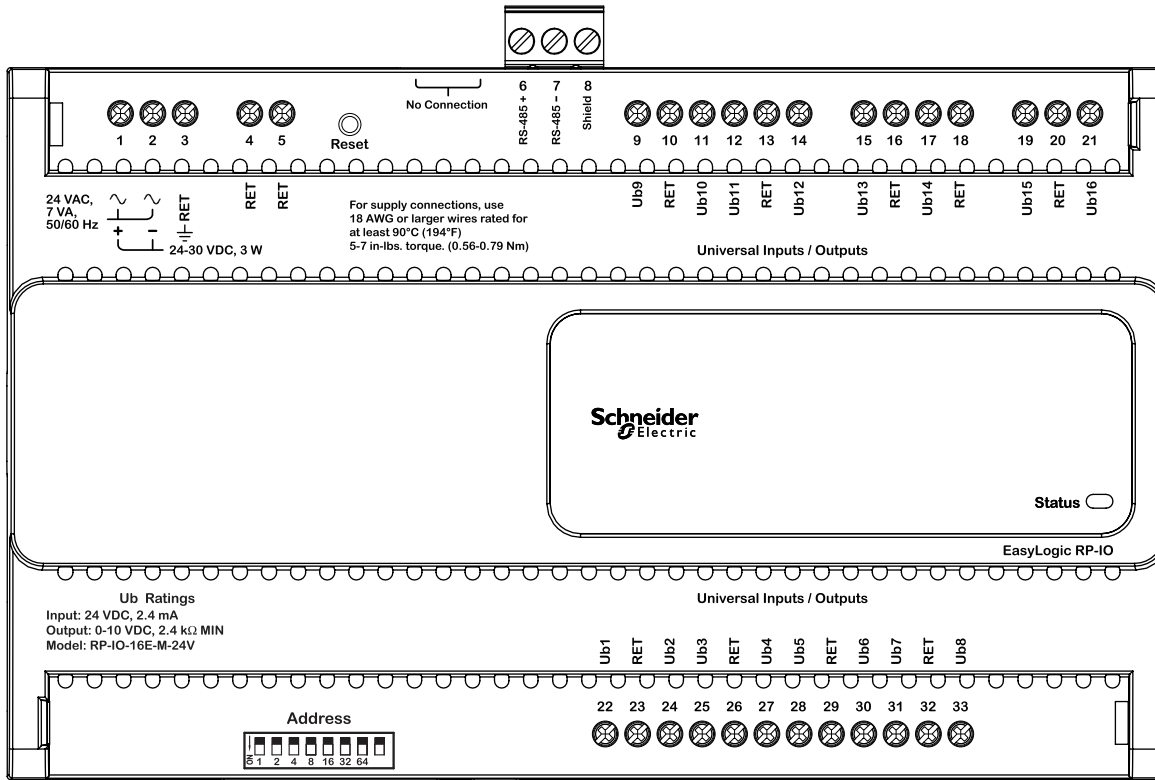 No Connection
6 7 8
RS-485 +
RS-485 -
Shield
1 2 3 4 5
Reset
9 10 11 12 13 14 15 16 17 18 19 20 21
24 VAC,
7 VA,
50/60 Hz
+ -
24-30 VDC, 3 W
RET
RET
RET
For supply connections, use
18 AWG or larger wires rated for
at least 90°C (194°F)
5-7 in-lbs. torque. (0.56-0.79 Nm)
Ub9
RET
Ub10
Ub11
RET
Ub12
Ub13
RET
Ub14
RET
Ub15
RET
Ub16
Universal Inputs / Outputs
Schneider
Electric
Status
EasyLogic RP-IO
Ub Ratings
Input: 24 VDC, 2.4 mA
Output: 0-10 VDC, 2.4 kΩ MIN
Model: RP-IO-16E-M-24V
Universal Inputs / Outputs
Ub1
RET
Ub2
Ub3
RET
Ub4
Ub5
RET
Ub6
Ub7
RET
Ub8
22 23 24 25 26 27 28 29 30 31 32 33
Address
ON
1 2 4 8 16 32 64